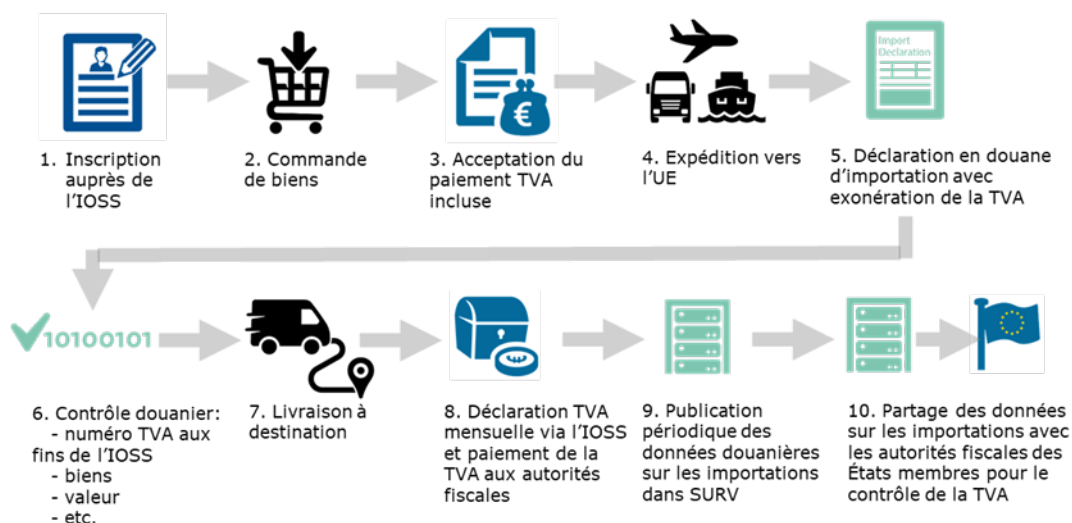 Import
Declaration
1. Inscription
auprès de
l'IOSS
2. Commande
de biens
3. Acceptation du
paiement TVA
incluse
4. Expédition vers
l'UE
5. Déclaration en douane
d'importation avec
exonération de la TVA
10100101
6. Contrôle douanier:
- numéro TVA aux
fins de l'IOSS
- biens
- valeur
- etc.
7. Livraison à
destination
8. Déclaration TVA
mensuelle via l'IOSS
et paiement de la
TVA aux autorités
fiscales
9. Publication
périodique des
données douanières
sur les importations
dans SURV
10. Partage des données
sur les importations avec
les autorités fiscales des
États membres pour le
contrôle de la TVA